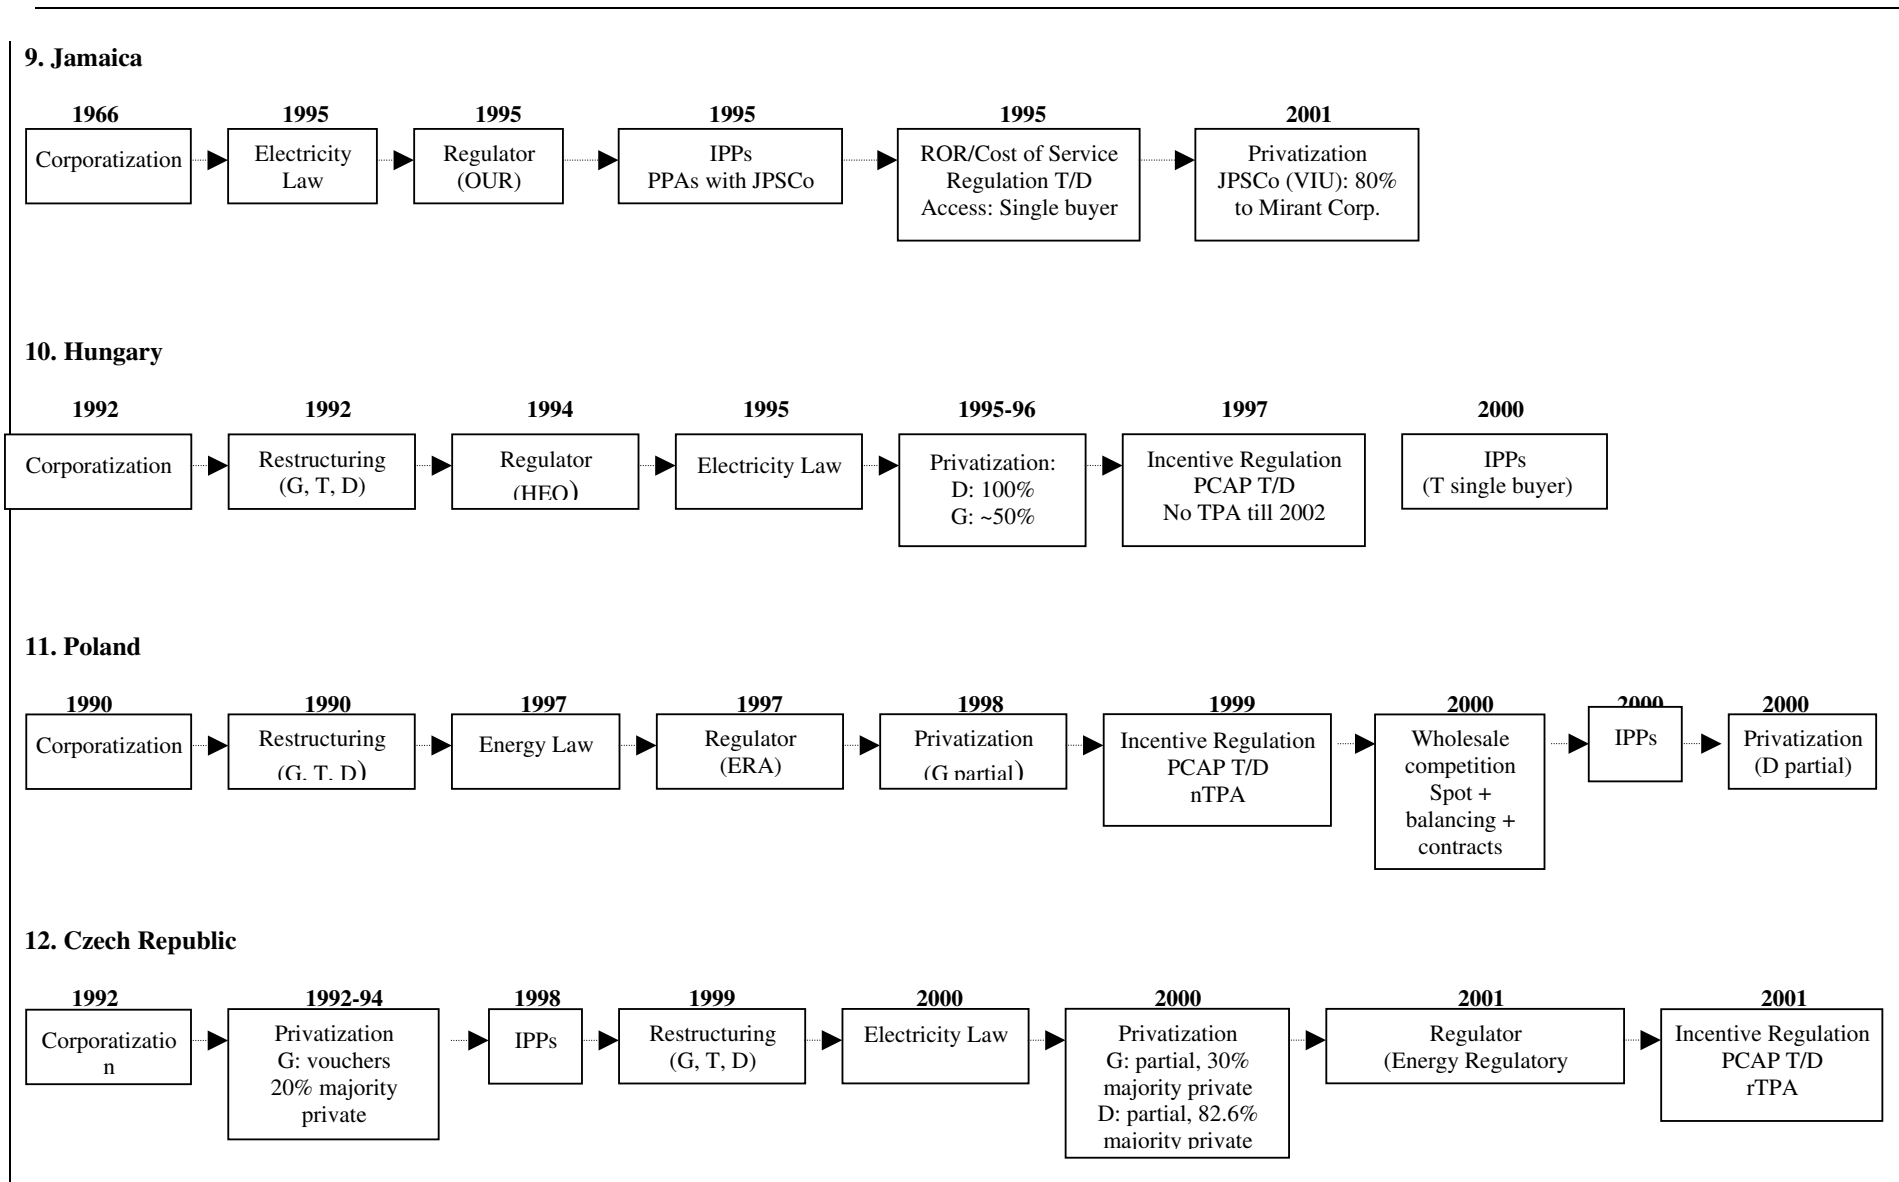 9. Jamaica
1966
Corporatization
1995
Electricity
Law
1995
Regulator
(OUR)
1995
IPPs
PPAs with JPSCo
1995
ROR/Cost of Service
Regulation T/D
Access: Single buyer
2001
Privatization
JPSCo (VIU): 80%
to Mirant Corp.
10. Hungary
1992
Corporatization
1992
Restructuring
(G, T, D)
1994
Regulator
(HEO)
1995
Electricity Law
1995-96
Privatization:
D: 100%
G: ~50%
1997
Incentive Regulation
PCAP T/D
No TPA till 2002
2000
IPPs
(T single buyer)
11. Poland
1990
Corporatization
1990
Restructuring
(G, T, D)
1997
Energy Law
1997
Regulator
(ERA)
1998
Privatization
(G partial)
1999
Incentive Regulation
PCAP T/D
nTPA
2000
Wholesale
competition
Spot +
balancing +
contracts
2000
IPPs
2000
Privatization
(D partial)
12. Czech Republic
1992
Corporatizatio
n
1992-94
Privatization
G: vouchers
20% majority
private
1998
IPPs
1999
Restructuring
(G, T, D)
2000
Electricity Law
2000
Privatization
G: partial, 30%
majority private
D: partial, 82.6%
majority private
2001
Regulator
(Energy Regulatory
2001
Incentive Regulation
PCAP T/D
rTPA